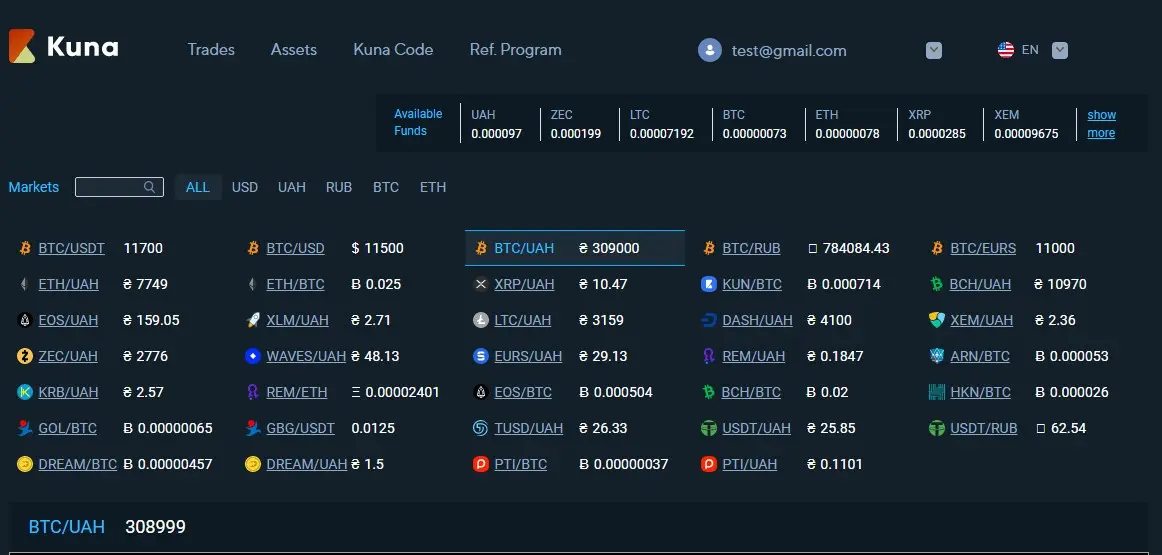 Kuna Trades Assets Kuna Code Ref. Program test@gmail.com EN
Available Funds UAH ZEC LTC BTC ETH XRP XEM show more
0.000097 0.000199 0.00007192 0.00000073 0.00000078 0.0000285 0.00009675
Markets ALL USD UAH RUB BTC ETH
BTC/USDT 11700 BTC/USD $ 11500 BTC/UAH ₴ 309000 BTC/RUB □ 784084.43 BTC/EURS 11000
ETH/UAH ₴ 7749 ETH/BTC Ƀ 0.025 XRP/UAH ₴ 10.47 KUN/BTC Ƀ 0.000714 BCH/UAH ₴ 10970
EOS/UAH ₴ 159.05 XLM/UAH ₴ 2.71 LTC/UAH ₴ 3159 DASH/UAH ₴ 4100 XEM/UAH ₴ 2.36
ZEC/UAH ₴ 2776 WAVES/UAH ₴ 48.13 EURS/UAH ₴ 29.13 REM/UAH ₴ 0.1847 ARN/BTC Ƀ 0.000053
KRB/UAH ₴ 2.57 REM/ETH Ξ 0.00002401 EOS/BTC Ƀ 0.000504 BCH/BTC Ƀ 0.02 HKN/BTC Ƀ 0.000026
GOL/BTC Ƀ 0.00000065 GBG/USDT 0.0125 TUSD/UAH ₴ 26.33 USDT/UAH ₴ 25.85 USDT/RUB □ 62.54
DREAM/BTC Ƀ 0.00000457 DREAM/UAH ₴ 1.5 PTI/BTC Ƀ 0.00000037 PTI/UAH ₴ 0.1101
BTC/UAH 308999